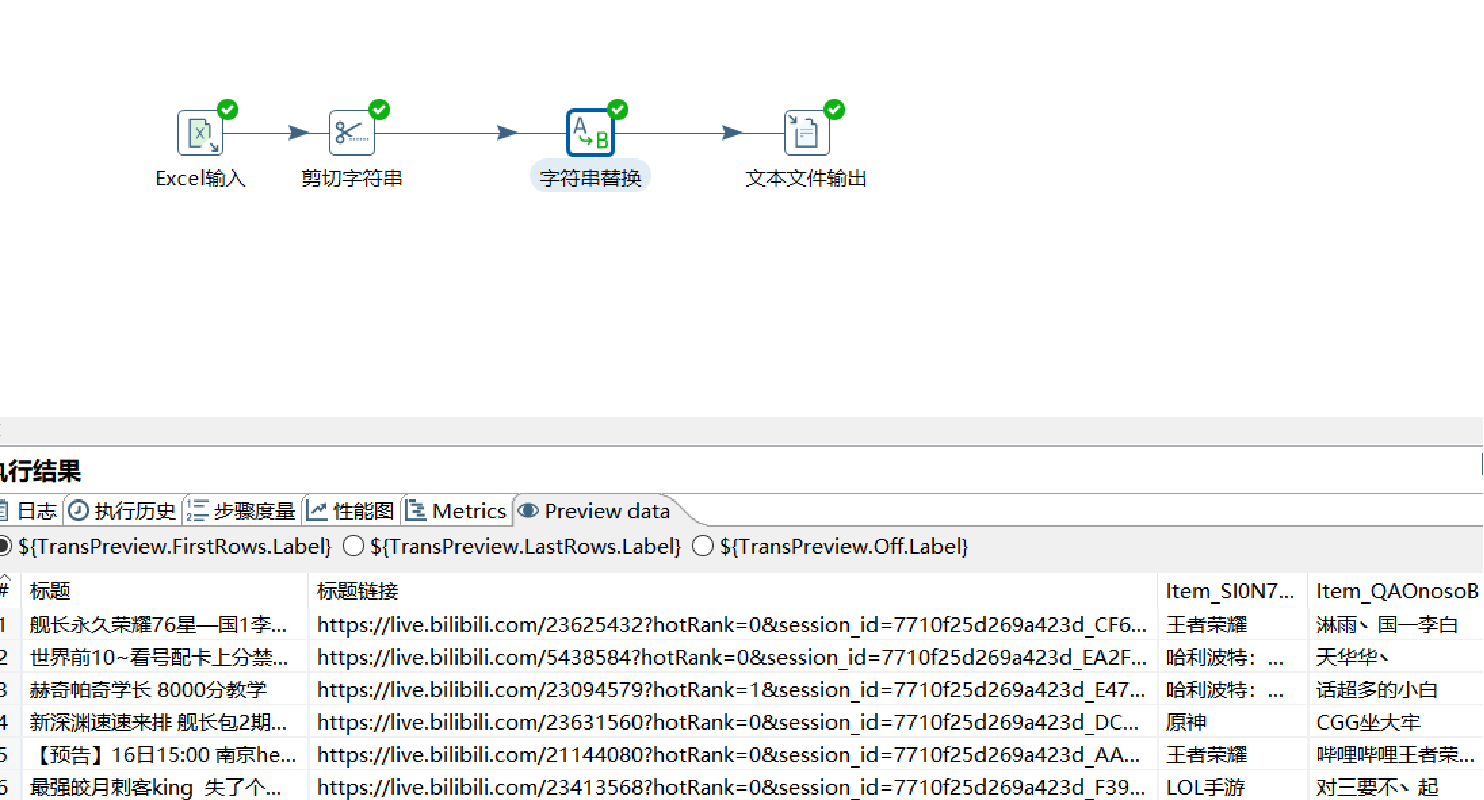 Excel输入 剪切字符串 字符串替换 文本文件输出
执行结果
日志 执行历史 步骤度量 性能图 Metrics Preview data
${TransPreview.FirstRows.Label} ${TransPreview.LastRows.Label} ${TransPreview.Off.Label}
# 标题 标题链接 Item_SI0N7... Item_QAOnosoB
1 舰长永久荣耀76星—国1李... https://live.bilibili.com/23625432?hotRank=0&session_id=7710f25d269a423d_CF6... 王者荣耀 淋雨丶国一李白
2 世界前10~看号配卡上分禁... https://live.bilibili.com/5438584?hotRank=0&session_id=7710f25d269a423d_EA2F... 哈利波特：... 天华华丶
3 赫奇帕奇学长 8000分教学 https://live.bilibili.com/23094579?hotRank=1&session_id=7710f25d269a423d_E47... 哈利波特：... 话超多的小白
4 新深渊速速来排 舰长包2期... https://live.bilibili.com/23631560?hotRank=0&session_id=7710f25d269a423d_DC... 原神 CGG坐大牢
5 【预告】16日15:00 南京he... https://live.bilibili.com/21144080?hotRank=0&session_id=7710f25d269a423d_AA... 王者荣耀 哔哩哔哩王者荣...
6 最强皎月刺客king 失了个... https://live.bilibili.com/23413568?hotRank=0&session_id=7710f25d269a423d_F39... LOL手游 对三要不丶起